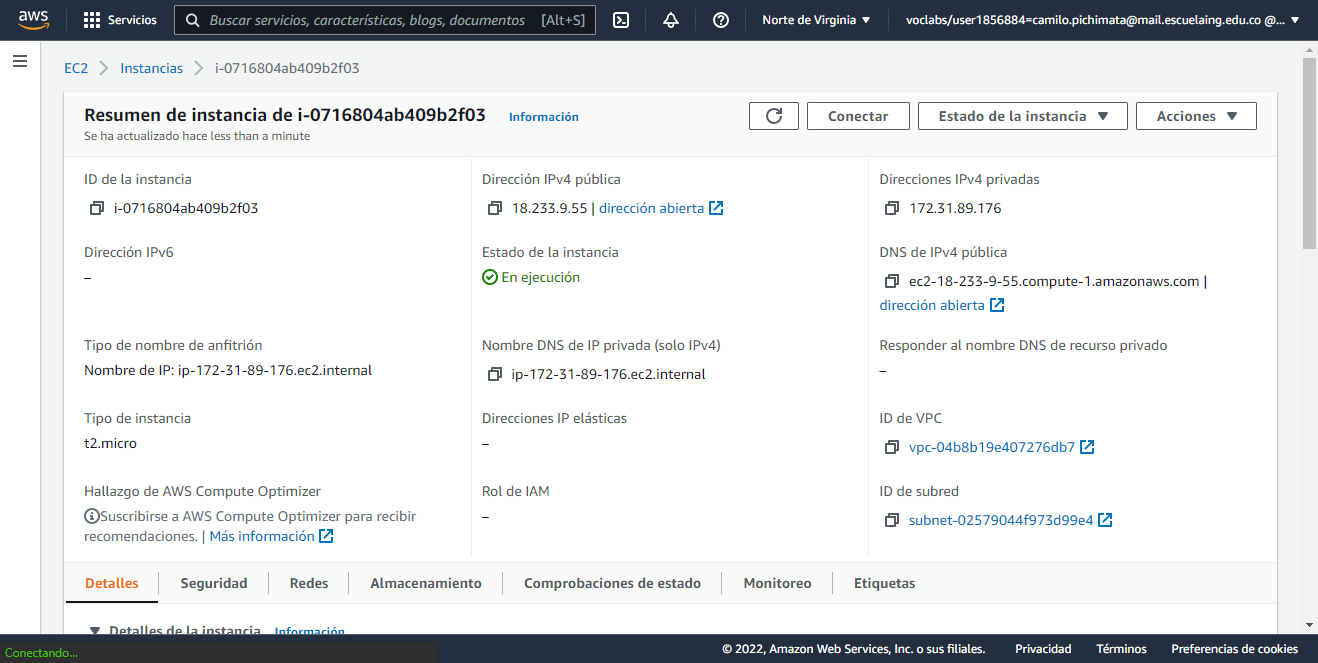 aws
Servicios
Buscar servicios, características, blogs, documentos [Alt+S]
Norte de Virginia
voclabs/user1856884=camilo.pichimata@mail.escuelaing.edu.co @...
EC2
Instancias
i-0716804ab409b2f03
Resumen de instancia de i-0716804ab409b2f03
Información
Se ha actualizado hace less than a minute
Conectar
Estado de la instancia
Acciones
ID de la instancia
i-0716804ab409b2f03
Dirección IPv4 pública
18.233.9.55 | dirección abierta
Direcciones IPv4 privadas
172.31.89.176
Dirección IPv6
–
Estado de la instancia
En ejecución
DNS de IPv4 pública
ec2-18-233-9-55.compute-1.amazonaws.com |
dirección abierta
Tipo de nombre de anfitrión
Nombre de IP: ip-172-31-89-176.ec2.internal
Nombre DNS de IP privada (solo IPv4)
ip-172-31-89-176.ec2.internal
Responder al nombre DNS de recurso privado
–
Tipo de instancia
t2.micro
Direcciones IP elásticas
–
ID de VPC
vpc-04b8b19e407276db7
Hallazgo de AWS Compute Optimizer
Suscribirse a AWS Compute Optimizer para recibir
recomendaciones. | Más información
Rol de IAM
–
ID de subred
subnet-02579044f973d99e4
Detalles
Seguridad
Redes
Almacenamiento
Comprobaciones de estado
Monitoreo
Etiquetas
Detalles de la instancia
Información
Conectando...
© 2022, Amazon Web Services, Inc. o sus filiales.
Privacidad
Términos
Preferencias de cookies